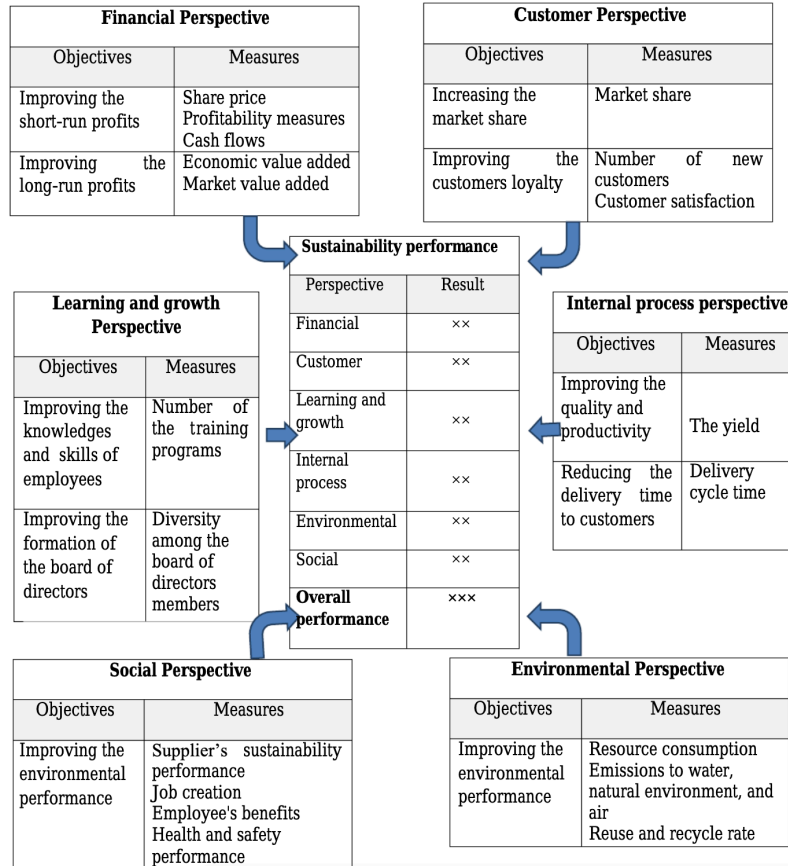 Financial Perspective
Objectives
Measures
Improving the
short-run profits
Share price
Profitability measures
Cash flows
Improving the
long-run profits
Economic value added
Market value added
Customer Perspective
Objectives
Measures
Increasing the
market share
Market share
Improving the
customers loyalty
Number of new
customers
Customer satisfaction
Learning and growth
Perspective
Objectives
Measures
Improving the
knowledges
and skills of
employees
Number of
the training
programs
Improving the
formation of
the board of
directors
Diversity
among the
board of
directors
members
Sustainability performance
Perspective
Result
Financial
××
Customer
××
Learning and
growth
××
Internal
process
××
Environmental
××
Social
××
Overall
performance
×××
Internal process perspective
Objectives
Measures
Improving the
quality and
productivity
The yield
Reducing the
delivery time
to customers
Delivery
cycle time
Social Perspective
Objectives
Measures
Improving the
environmental
performance
Supplier's sustainability
performance
Job creation
Employee's benefits
Health and safety
performance
Environmental Perspective
Objectives
Measures
Improving the
environmental
performance
Resource consumption
Emissions to water,
natural environment, and
air
Reuse and recycle rate